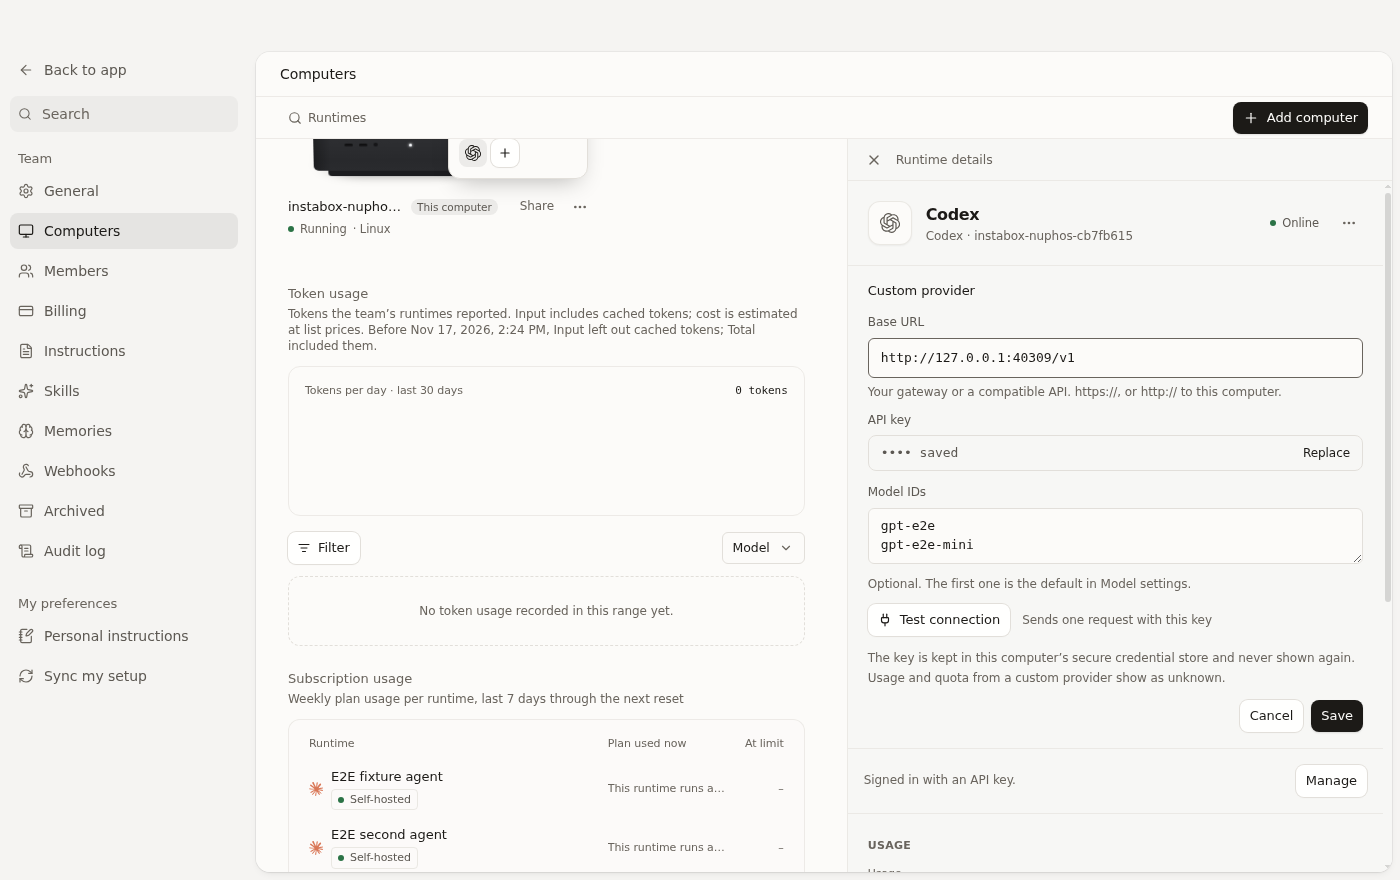 Back to app
Search
Team
General
Computers
Members
Billing
Instructions
Skills
Memories
Webhooks
Archived
Audit log
My preferences
Personal instructions
Sync my setup
Computers
Runtimes
Add computer
instabox-nupho…
This computer
Share
Running · Linux
Token usage
Tokens the team’s runtimes reported. Input includes cached tokens; cost is estimated
at list prices. Before Nov 17, 2026, 2:24 PM, Input left out cached tokens; Total
included them.
Tokens per day · last 30 days
0 tokens
Filter
Model
No token usage recorded in this range yet.
Subscription usage
Weekly plan usage per runtime, last 7 days through the next reset
Runtime
Plan used now
At limit
E2E fixture agent
Self-hosted
This runtime runs a…
–
E2E second agent
Self-hosted
This runtime runs a…
–
Runtime details
Codex
Codex · instabox-nuphos-cb7fb615
Online
Custom provider
Base URL
http://127.0.0.1:40309/v1
Your gateway or a compatible API. https://, or http:// to this computer.
API key
•••• saved
Replace
Model IDs
gpt-e2e
gpt-e2e-mini
Optional. The first one is the default in Model settings.
Test connection
Sends one request with this key
The key is kept in this computer’s secure credential store and never shown again.
Usage and quota from a custom provider show as unknown.
Cancel
Save
Signed in with an API key.
Manage
USAGE